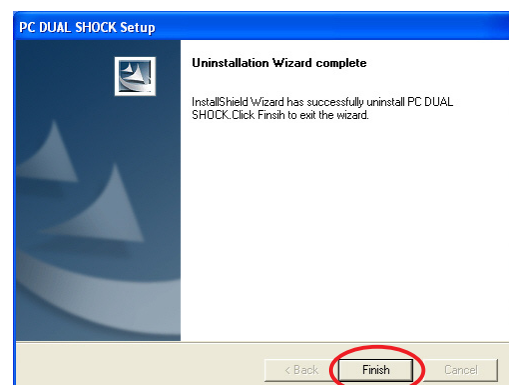 PC DUAL SHOCK Setup
Uninstallation Wizard complete
InstallShield Wizard has successfully uninstall PC DUAL
SHOCK.Click Finsih to exit the wizard.
< Back Finish Cancel